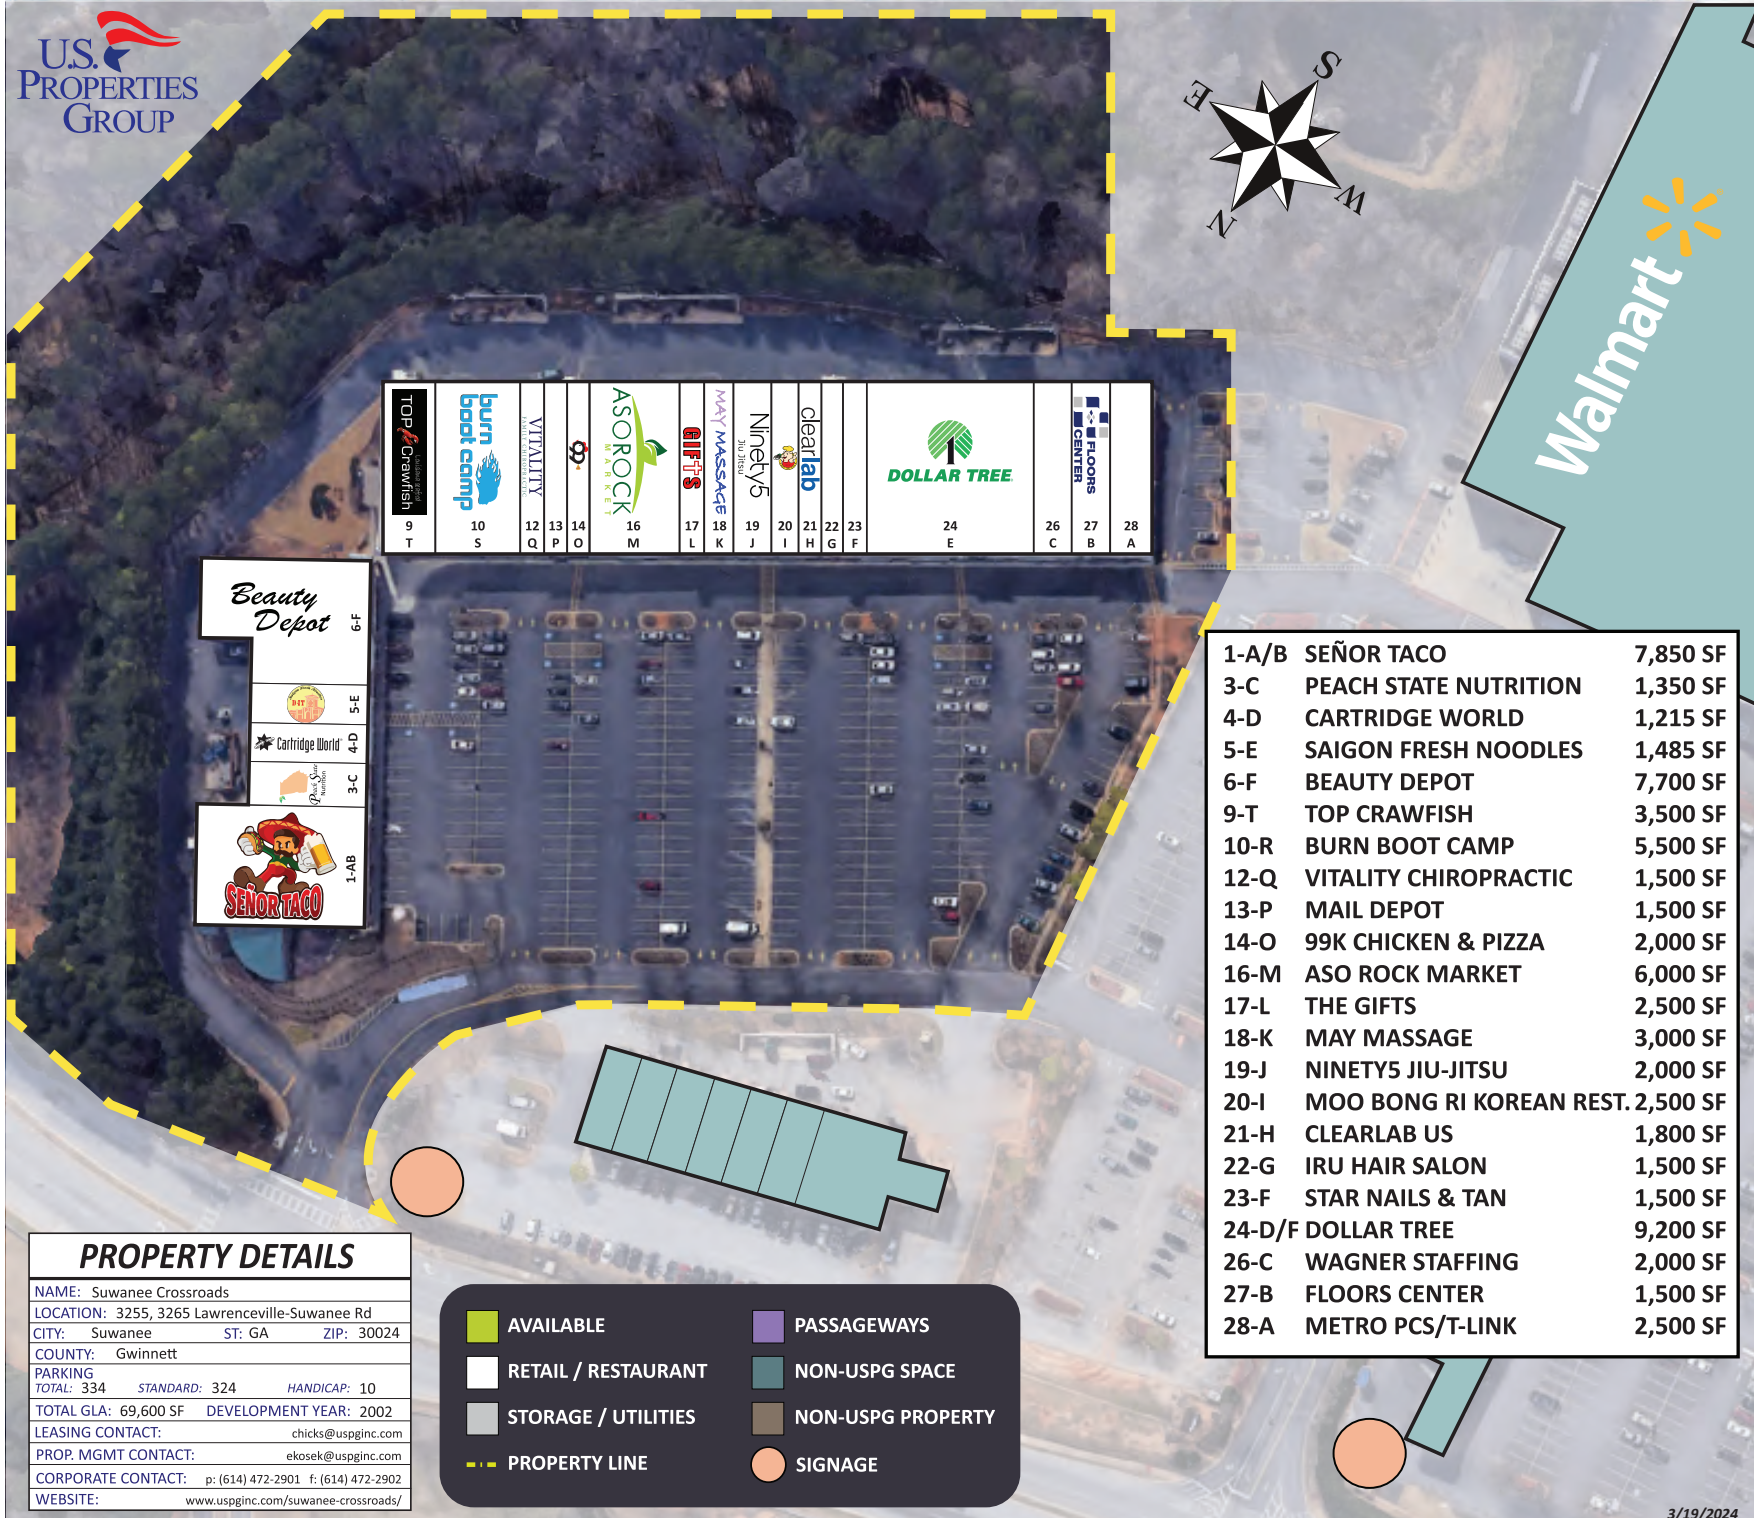 U.S.
PROPERTIES
GROUP
S
E
W
N
Walmart
TOP Crawfish
9
T
burn
boot camp
10
S
VITALITY
12
Q
13
P
14
O
ASOROCK
MARKET
16
M
GIFTS
17
L
MAY MASSAGE
18
K
Ninety5
Jiu Jitsu
19
J
20
I
clearlab
21
H
22
G
23
F
1
DOLLAR TREE
24
E
26
C
FLOORS
CENTER
27
B
28
A
Beauty
Depot
6-F
5-E
Cartridge World
4-D
Peach State
Nutrition
3-C
SEÑOR TACO
1-AB
1-A/B SEÑOR TACO 7,850 SF
3-C PEACH STATE NUTRITION 1,350 SF
4-D CARTRIDGE WORLD 1,215 SF
5-E SAIGON FRESH NOODLES 1,485 SF
6-F BEAUTY DEPOT 7,700 SF
9-T TOP CRAWFISH 3,500 SF
10-R BURN BOOT CAMP 5,500 SF
12-Q VITALITY CHIROPRACTIC 1,500 SF
13-P MAIL DEPOT 1,500 SF
14-O 99K CHICKEN & PIZZA 2,000 SF
16-M ASO ROCK MARKET 6,000 SF
17-L THE GIFTS 2,500 SF
18-K MAY MASSAGE 3,000 SF
19-J NINETY5 JIU-JITSU 2,000 SF
20-I MOO BONG RI KOREAN REST. 2,500 SF
21-H CLEARLAB US 1,800 SF
22-G IRU HAIR SALON 1,500 SF
23-F STAR NAILS & TAN 1,500 SF
24-D/F DOLLAR TREE 9,200 SF
26-C WAGNER STAFFING 2,000 SF
27-B FLOORS CENTER 1,500 SF
28-A METRO PCS/T-LINK 2,500 SF
PROPERTY DETAILS
NAME: Suwanee Crossroads
LOCATION: 3255, 3265 Lawrenceville-Suwanee Rd
CITY: Suwanee ST: GA ZIP: 30024
COUNTY: Gwinnett
PARKING
TOTAL: 334 STANDARD: 324 HANDICAP: 10
TOTAL GLA: 69,600 SF DEVELOPMENT YEAR: 2002
LEASING CONTACT: chicks@uspginc.com
PROP. MGMT CONTACT: ekosek@uspginc.com
CORPORATE CONTACT: p: (614) 472-2901 f: (614) 472-2902
WEBSITE: www.uspginc.com/suwanee-crossroads/
AVAILABLE
RETAIL / RESTAURANT
STORAGE / UTILITIES
PROPERTY LINE
PASSAGEWAYS
NON-USPG SPACE
NON-USPG PROPERTY
SIGNAGE
3/19/2024